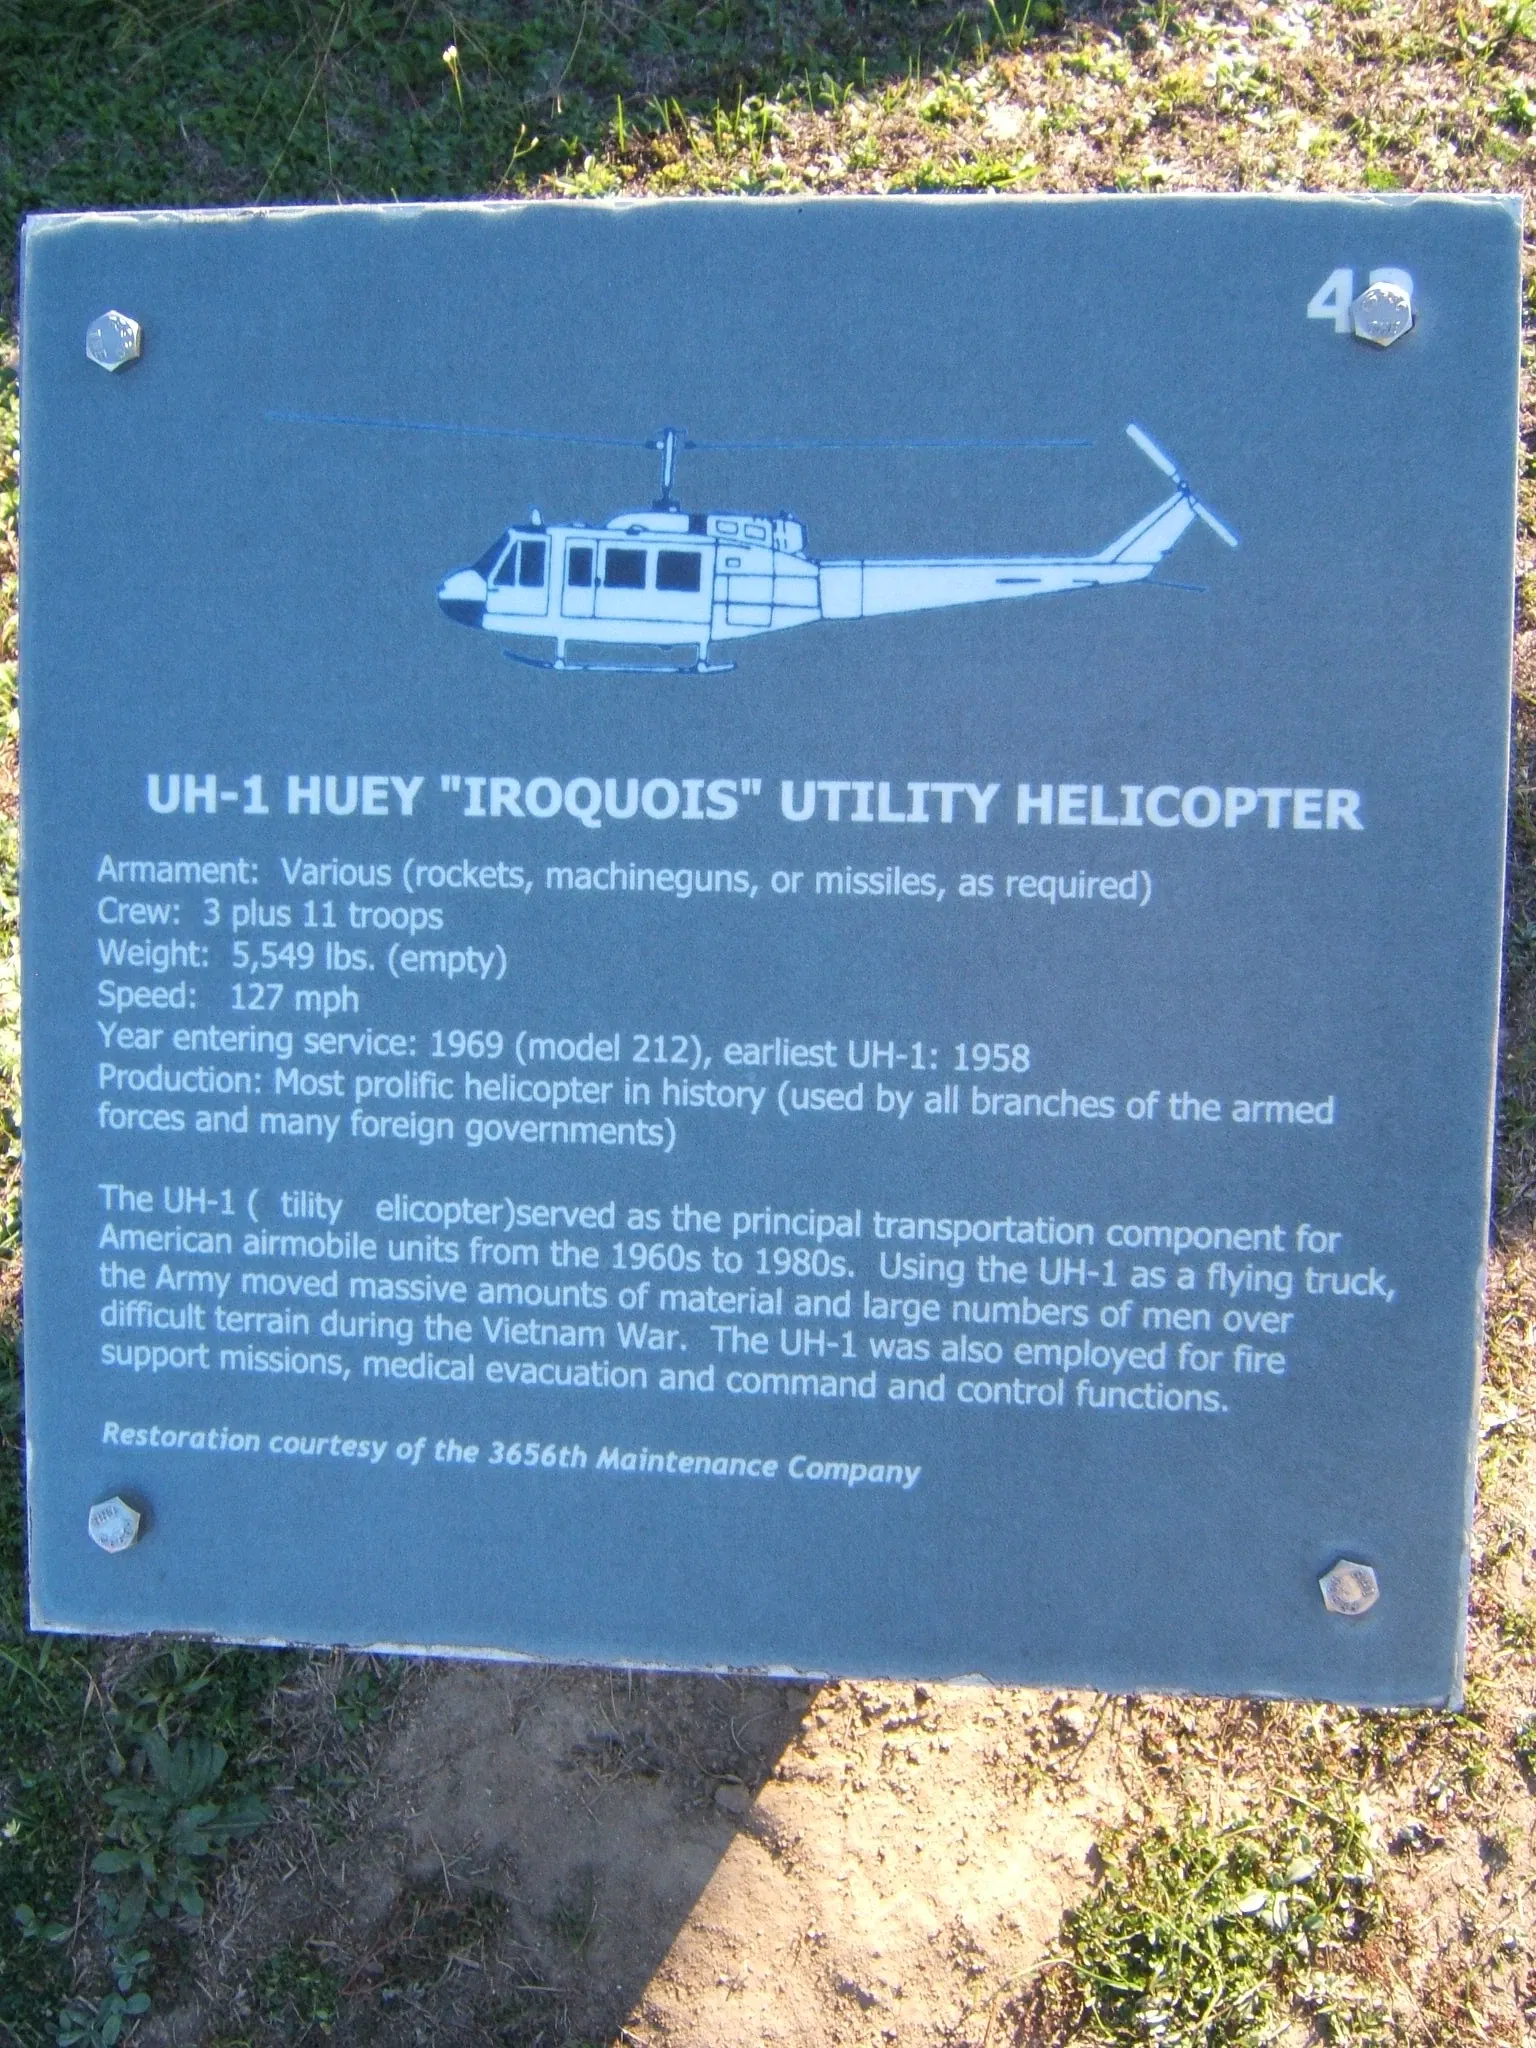 UH-1 HUEY "IROQUOIS" UTILITY HELICOPTER
Armament: Various (rockets, machineguns, or missiles, as required)
Crew: 3 plus 11 troops
Weight: 5,549 lbs. (empty)
Speed: 127 mph
Year entering service: 1969 (model 212), earliest UH-1: 1958
Production: Most prolific helicopter in history (used by all branches of the armed
forces and many foreign governments)
The UH-1 ( tility elicopter)served as the principal transportation component for
American airmobile units from the 1960s to 1980s. Using the UH-1 as a flying truck,
the Army moved massive amounts of material and large numbers of men over
difficult terrain during the Vietnam War. The UH-1 was also employed for fire
support missions, medical evacuation and command and control functions.
Restoration courtesy of the 3656th Maintenance Company